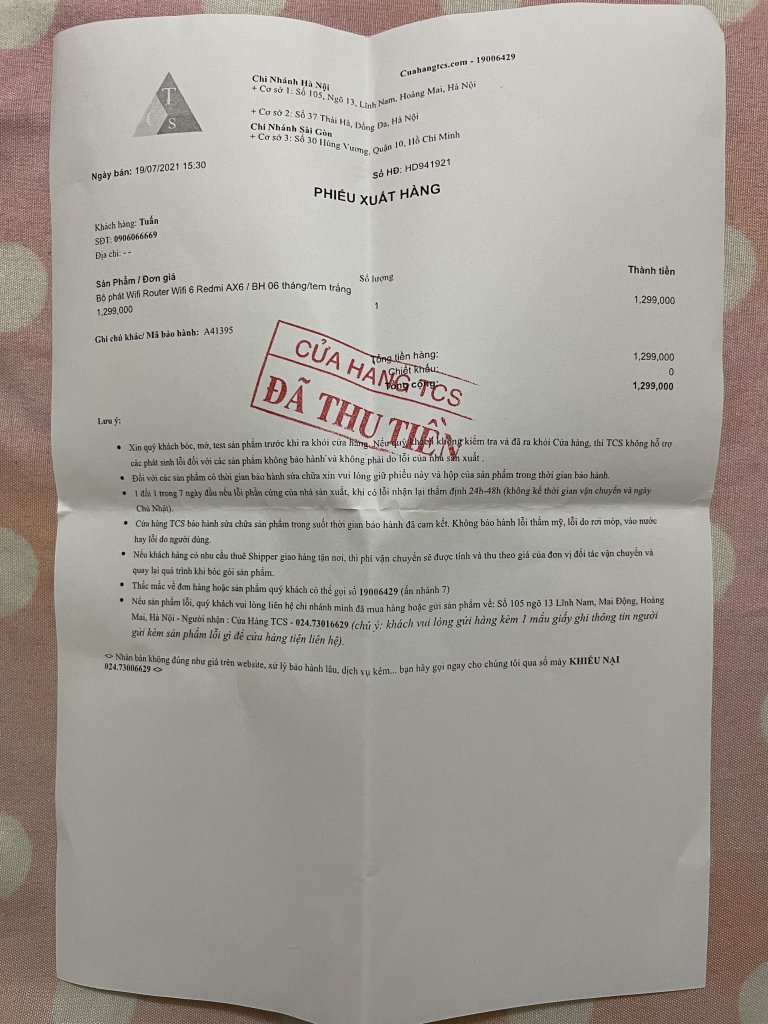 T
C S
Cuahangtcs.com - 19006429
Chi Nhánh Hà Nội
+ Cơ sở 1: Số 105, Ngõ 13, Lĩnh Nam, Hoàng Mai, Hà Nội
+ Cơ sở 2: Số 37 Thái Hà, Đống Đa, Hà Nội
Chi Nhánh Sài Gòn
+ Cơ sở 3: Số 30 Hùng Vương, Quận 10, Hồ Chí Minh
Ngày bán: 19/07/2021 15:30
Số HĐ: HD941921
PHIẾU XUẤT HÀNG
Khách hàng: Tuấn
SĐT: 0906066669
Địa chỉ: - -
Sản Phẩm / Đơn giá Số lượng Thành tiền
Bộ phát Wifi Router Wifi 6 Redmi AX6 / BH 06 tháng/tem trắng
1,299,000 1 1,299,000
Ghi chú khác/ Mã bảo hành: A41395
Tổng tiền hàng: 1,299,000
Chiết khấu: 0
Tổng cộng: 1,299,000
CỬA HÀNG TCS
ĐÃ THU TIỀN
Lưu ý:
• Xin quý khách bóc, mở, test sản phẩm trước khi ra khỏi cửa hàng. Nếu quý khách không kiểm tra và đã ra khỏi Cửa hàng, thì TCS không hỗ trợ
các phát sinh lỗi đối với các sản phẩm không bảo hành và không phải do lỗi của nhà sản xuất .
• Đối với các sản phẩm có thời gian bảo hành sửa chữa xin vui lòng giữ phiếu này và hộp của sản phẩm trong thời gian bảo hành.
• 1 đổi 1 trong 7 ngày đầu nếu lỗi phần cứng của nhà sản xuất, khi có lỗi nhận lại thẩm định 24h-48h (không kể thời gian vận chuyển và ngày
Chủ Nhật).
• Cửa hàng TCS bảo hành sửa chữa sản phẩm trong suốt thời gian bảo hành đã cam kết. Không bảo hành lỗi thẩm mỹ, lỗi do rơi móp, vào nước
hay lỗi do người dùng.
• Nếu khách hàng có nhu cầu thuê Shipper giao hàng tận nơi, thì phí vận chuyển sẽ được tính và thu theo giá của đơn vị đối tác vận chuyển và
quay lại quá trình khi bóc gói sản phẩm.
• Thắc mắc về đơn hàng hoặc sản phẩm quý khách có thể gọi số 19006429 (ấn nhánh 7)
• Nếu sản phẩm lỗi, quý khách vui lòng liên hệ chi nhánh mình đã mua hàng hoặc gửi sản phẩm về: Số 105 ngõ 13 Lĩnh Nam, Mai Động, Hoàng
Mai, Hà Nội - Người nhận : Cửa Hàng TCS - 024.73016629 (chú ý: khách vui lòng gửi hàng kèm 1 mẩu giấy ghi thông tin người
gửi kèm sản phẩm lỗi gì để cửa hàng tiện liên hệ).
<> Nhân bán không đúng như giá trên website, xử lý bảo hành lâu, dịch vụ kém... bạn hãy gọi ngay cho chúng tôi qua số máy KHIẾU NẠI
024.73006629 <>